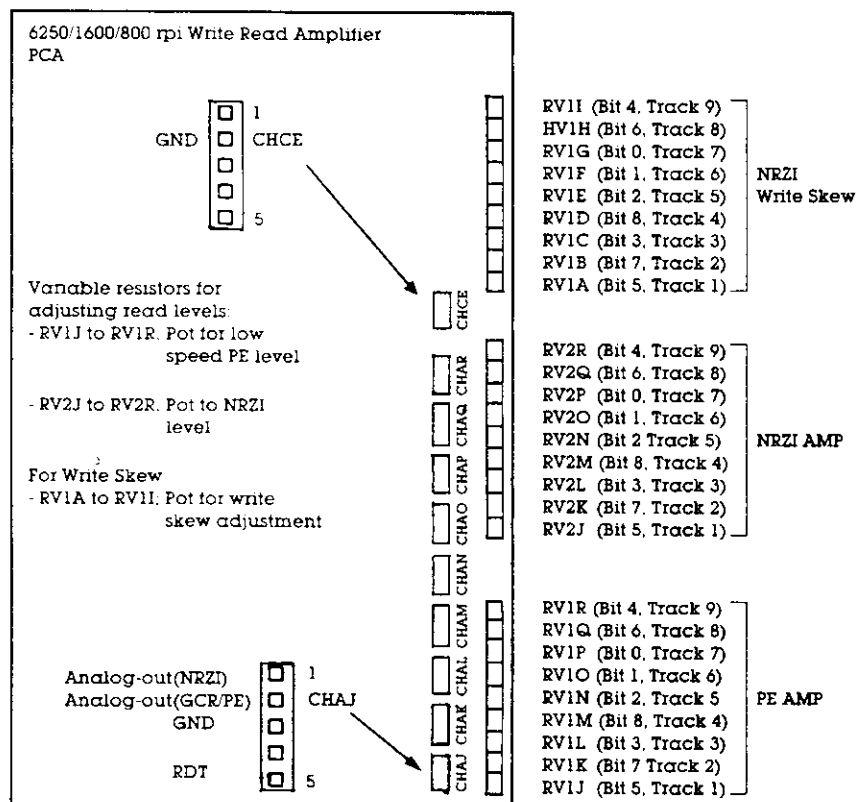 6250/1600/800 rpi Write Read Amplifier
PCA
1
GND CHCE
5
Variable resistors for
adjusting read levels:
- RV1J to RV1R. Pot for low
speed PE level
- RV2J to RV2R. Pot to NRZI
level
For Write Skew
- RV1A to RV1I; Pot for write
skew adjustment
Analog-out(NRZI) 1
Analog-out(GCR/PE) CHAJ
GND
RDT 5
CHCE
CHAR
CHAQ
CHAP
CHAO
CHAN
CHAM
CHAL
CHAK
CHAJ
RV1I (Bit 4, Track 9)
HV1H (Bit 6, Track 8)
RV1G (Bit 0, Track 7)
RV1F (Bit 1, Track 6)
RV1E (Bit 2, Track 5)
RV1D (Bit 8, Track 4)
RV1C (Bit 3, Track 3)
RV1B (Bit 7, Track 2)
RV1A (Bit 5, Track 1)
NRZI
Write Skew
RV2R (Bit 4, Track 9)
RV2Q (Bit 6, Track 8)
RV2P (Bit 0, Track 7)
RV2O (Bit 1, Track 6)
RV2N (Bit 2 Track 5)
RV2M (Bit 8, Track 4)
RV2L (Bit 3, Track 3)
RV2K (Bit 7, Track 2)
RV2J (Bit 5, Track 1)
NRZI AMP
RV1R (Bit 4, Track 9)
RV1Q (Bit 6, Track 8)
RV1P (Bit 0, Track 7)
RV1O (Bit 1, Track 6)
RV1N (Bit 2, Track 5
RV1M (Bit 8, Track 4)
RV1L (Bit 3, Track 3)
RV1K (Bit 7 Track 2)
RV1J (Bit 5, Track 1)
PE AMP